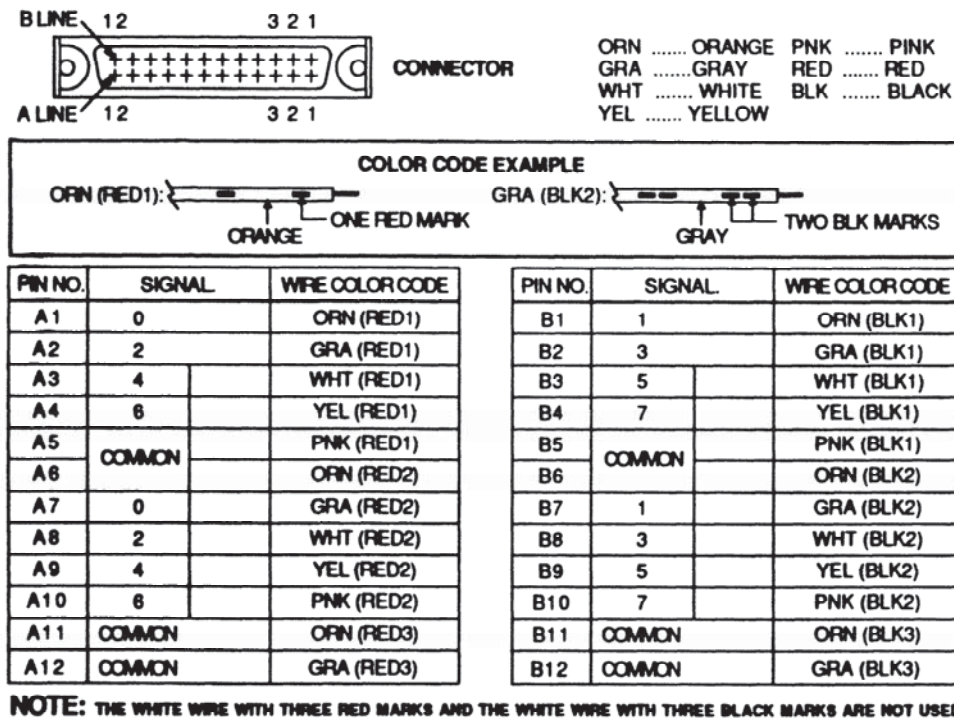 B LINE 12 3 2 1
CONNECTOR
A LINE 12 3 2 1
ORN ....... ORANGE PNK ....... PINK
GRA .......GRAY RED ....... RED
WHT ....... WHITE BLK ....... BLACK
YEL ....... YELLOW
COLOR CODE EXAMPLE
ORN (RED1):
ONE RED MARK
ORANGE
GRA (BLK2):
TWO BLK MARKS
GRAY
PIN NO. SIGNAL. WIRE COLOR CODE
A1 0 ORN (RED1)
A2 2 GRA (RED1)
A3 4 WHT (RED1)
A4 6 YEL (RED1)
A5 COMMON PNK (RED1)
A6 ORN (RED2)
A7 0 GRA (RED2)
A8 2 WHT (RED2)
A9 4 YEL (RED2)
A10 6 PNK (RED2)
A11 COMMON ORN (RED3)
A12 COMMON GRA (RED3)
PIN NO. SIGNAL. WIRE COLOR CODE
B1 1 ORN (BLK1)
B2 3 GRA (BLK1)
B3 5 WHT (BLK1)
B4 7 YEL (BLK1)
B5 COMMON PNK (BLK1)
B6 ORN (BLK2)
B7 1 GRA (BLK2)
B8 3 WHT (BLK2)
B9 5 YEL (BLK2)
B10 7 PNK (BLK2)
B11 COMMON ORN (BLK3)
B12 COMMON GRA (BLK3)
NOTE: THE WHITE WIRE WITH THREE RED MARKS AND THE WHITE WIRE WITH THREE BLACK MARKS ARE NOT USED